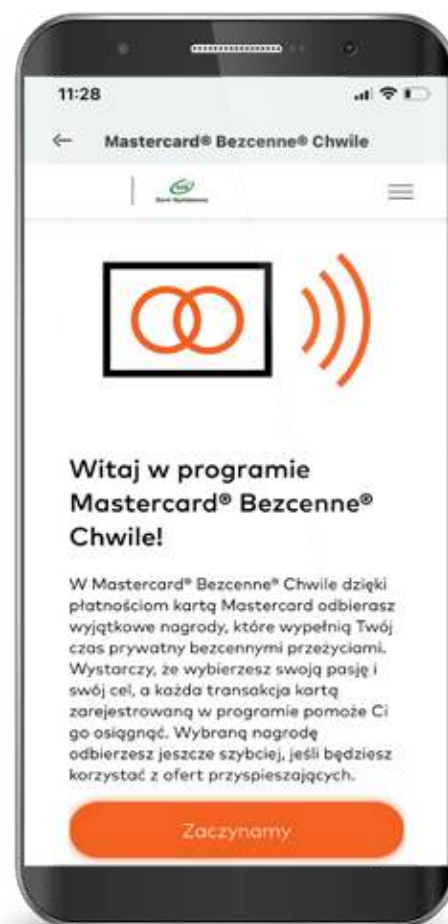 11:28
Mastercard® Bezcenne® Chwile
Witaj w programie
Mastercard® Bezcenne®
Chwile!
W Mastercard® Bezcenne® Chwile dzięki
płatnościom kartą Mastercard odbierasz
wyjątkowe nagrody, które wypełnią Twój
czas prywatny bezcennymi przeżyciami.
Wystarczy, że wybierzesz swoją pasję i
swój cel, a każda transakcja kartą
zarejestrowaną w programie pomoże Ci
go osiągnąć. Wybraną nagrodę
odbierzesz jeszcze szybciej, jeśli będziesz
korzystać z ofert przyspieszających.
Zaczynamy